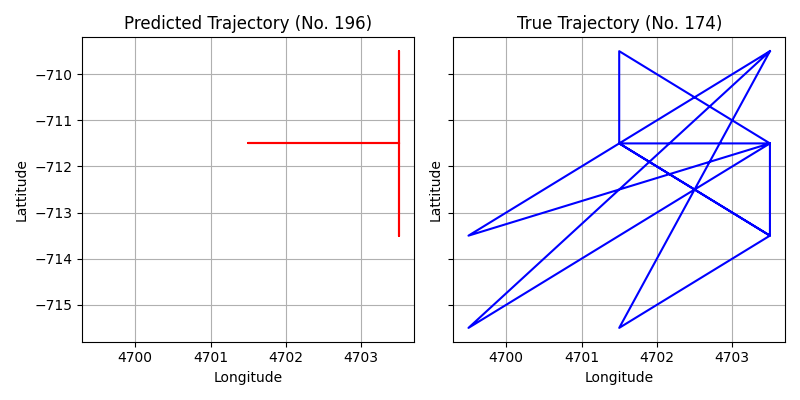 Predicted Trajectory (No. 196)
−710
−711
−712
−713
−714
−715
Lattitude
4700 4701 4702 4703
Longitude
True Trajectory (No. 174)
Lattitude
4700 4701 4702 4703
Longitude